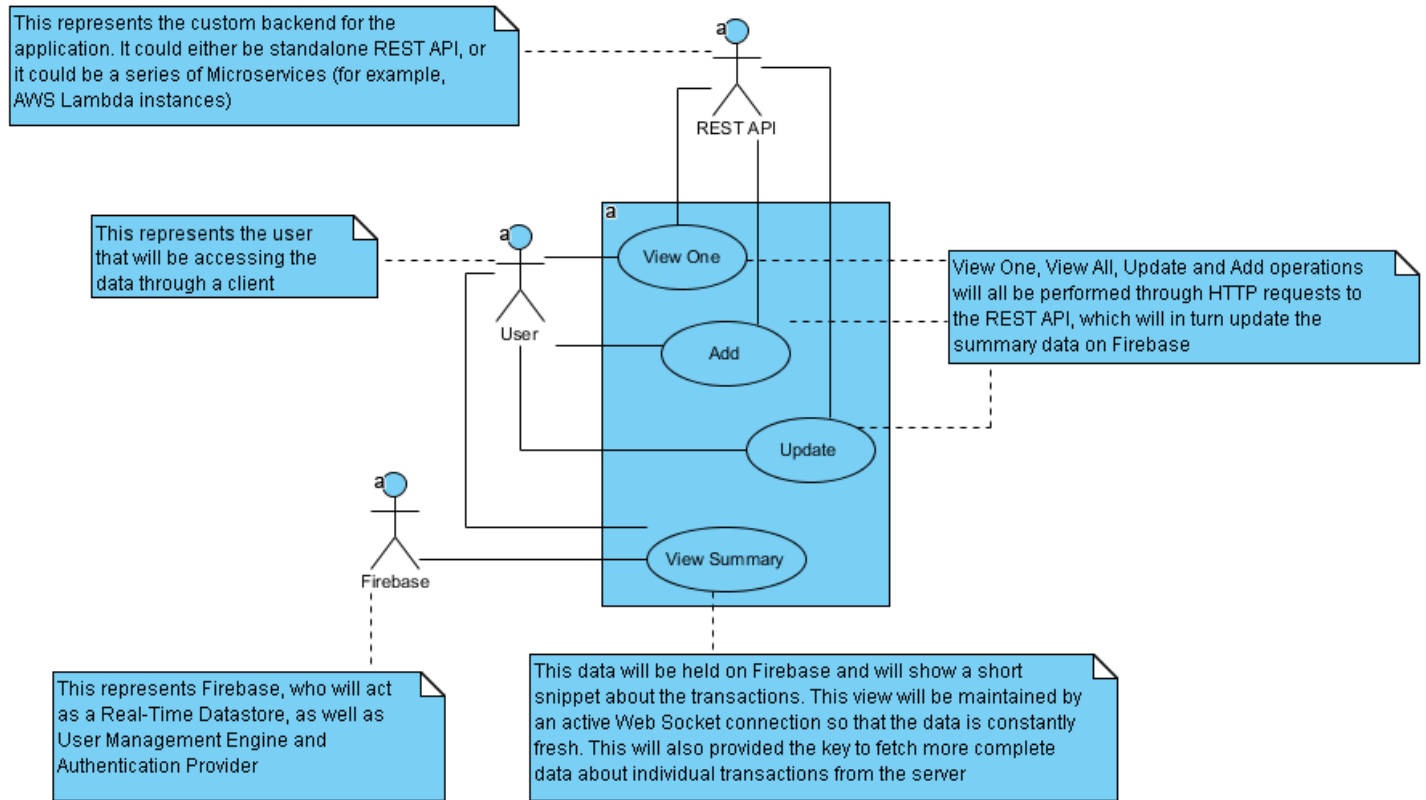 This represents the custom backend for the
application. It could either be standalone REST API, or
it could be a series of Microservices (for example,
AWS Lambda instances)
a
REST API
This represents the user
that will be accessing the
data through a client
a
User
a
View One
Add
Update
View Summary
View One, View All, Update and Add operations
will all be performed through HTTP requests to
the REST API, which will in turn update the
summary data on Firebase
a
Firebase
This represents Firebase, who will act
as a Real-Time Datastore, as well as
User Management Engine and
Authentication Provider
This data will be held on Firebase and will show a short
snippet about the transactions. This view will be maintained by
an active Web Socket connection so that the data is constantly
fresh. This will also provided the key to fetch more complete
data about individual transactions from the server